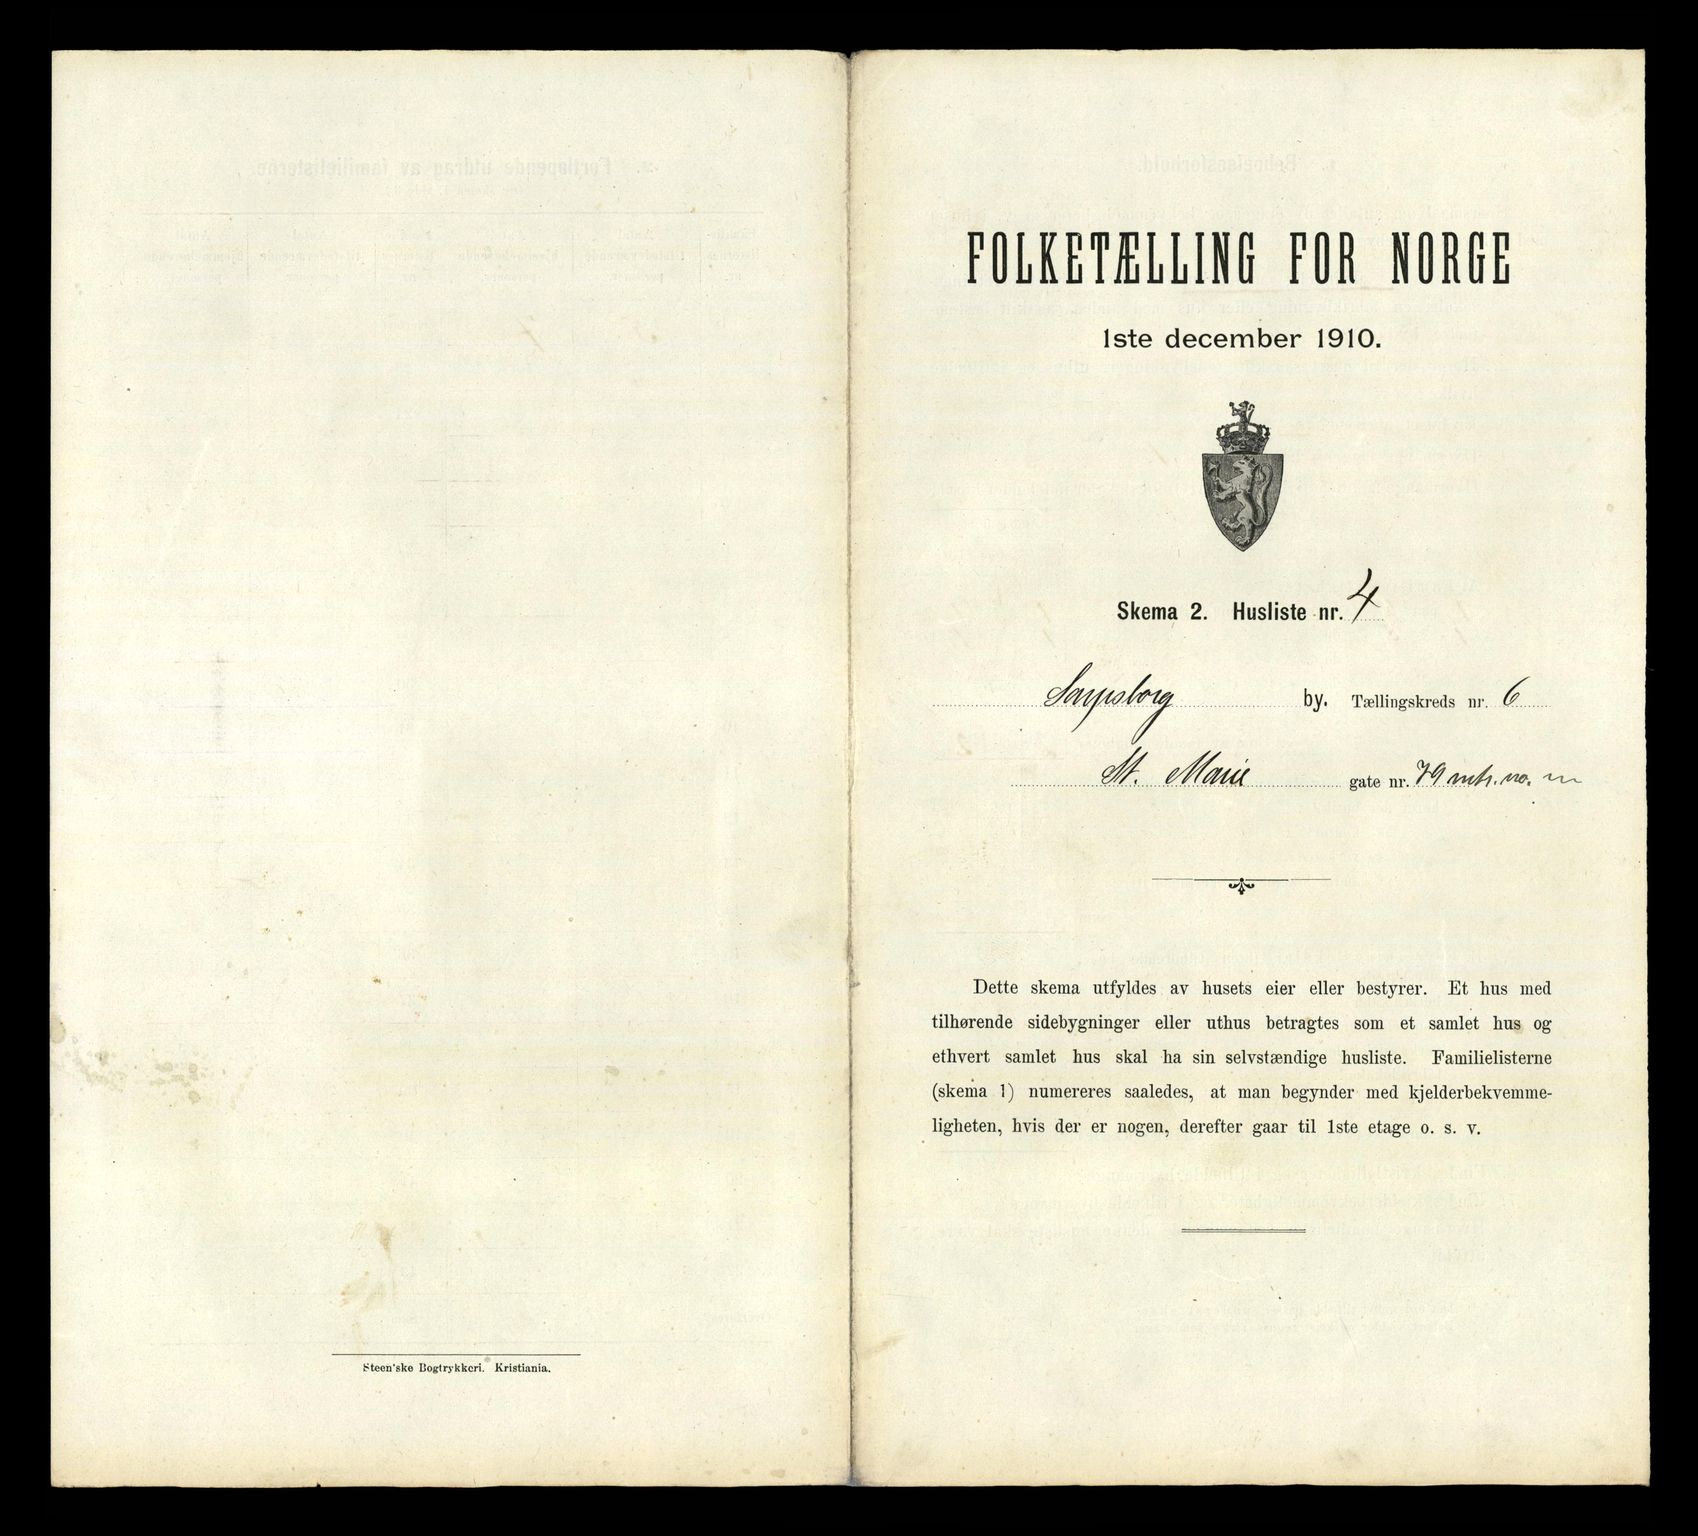 Steen'ske Bogtrykkeri. Kristiania.
FOLKETÆLLING FOR NORGE
1ste december 1910.
Skema 2. Husliste nr. 4
Sarpsborg by. Tællingskreds nr. 6
St. Marie gate nr. 79 mtr. no.
Dette skema utfyldes av husets eier eller bestyrer. Et hus med
tilhørende sidebygninger eller uthus betragtes som et samlet hus og
ethvert samlet hus skal ha sin selvstændige husliste. Familielisterne
(skema 1) numereres saaledes, at man begynder med kjelderbekvemme-
ligheten, hvis der er nogen, derefter gaar til 1ste etage o. s. v.